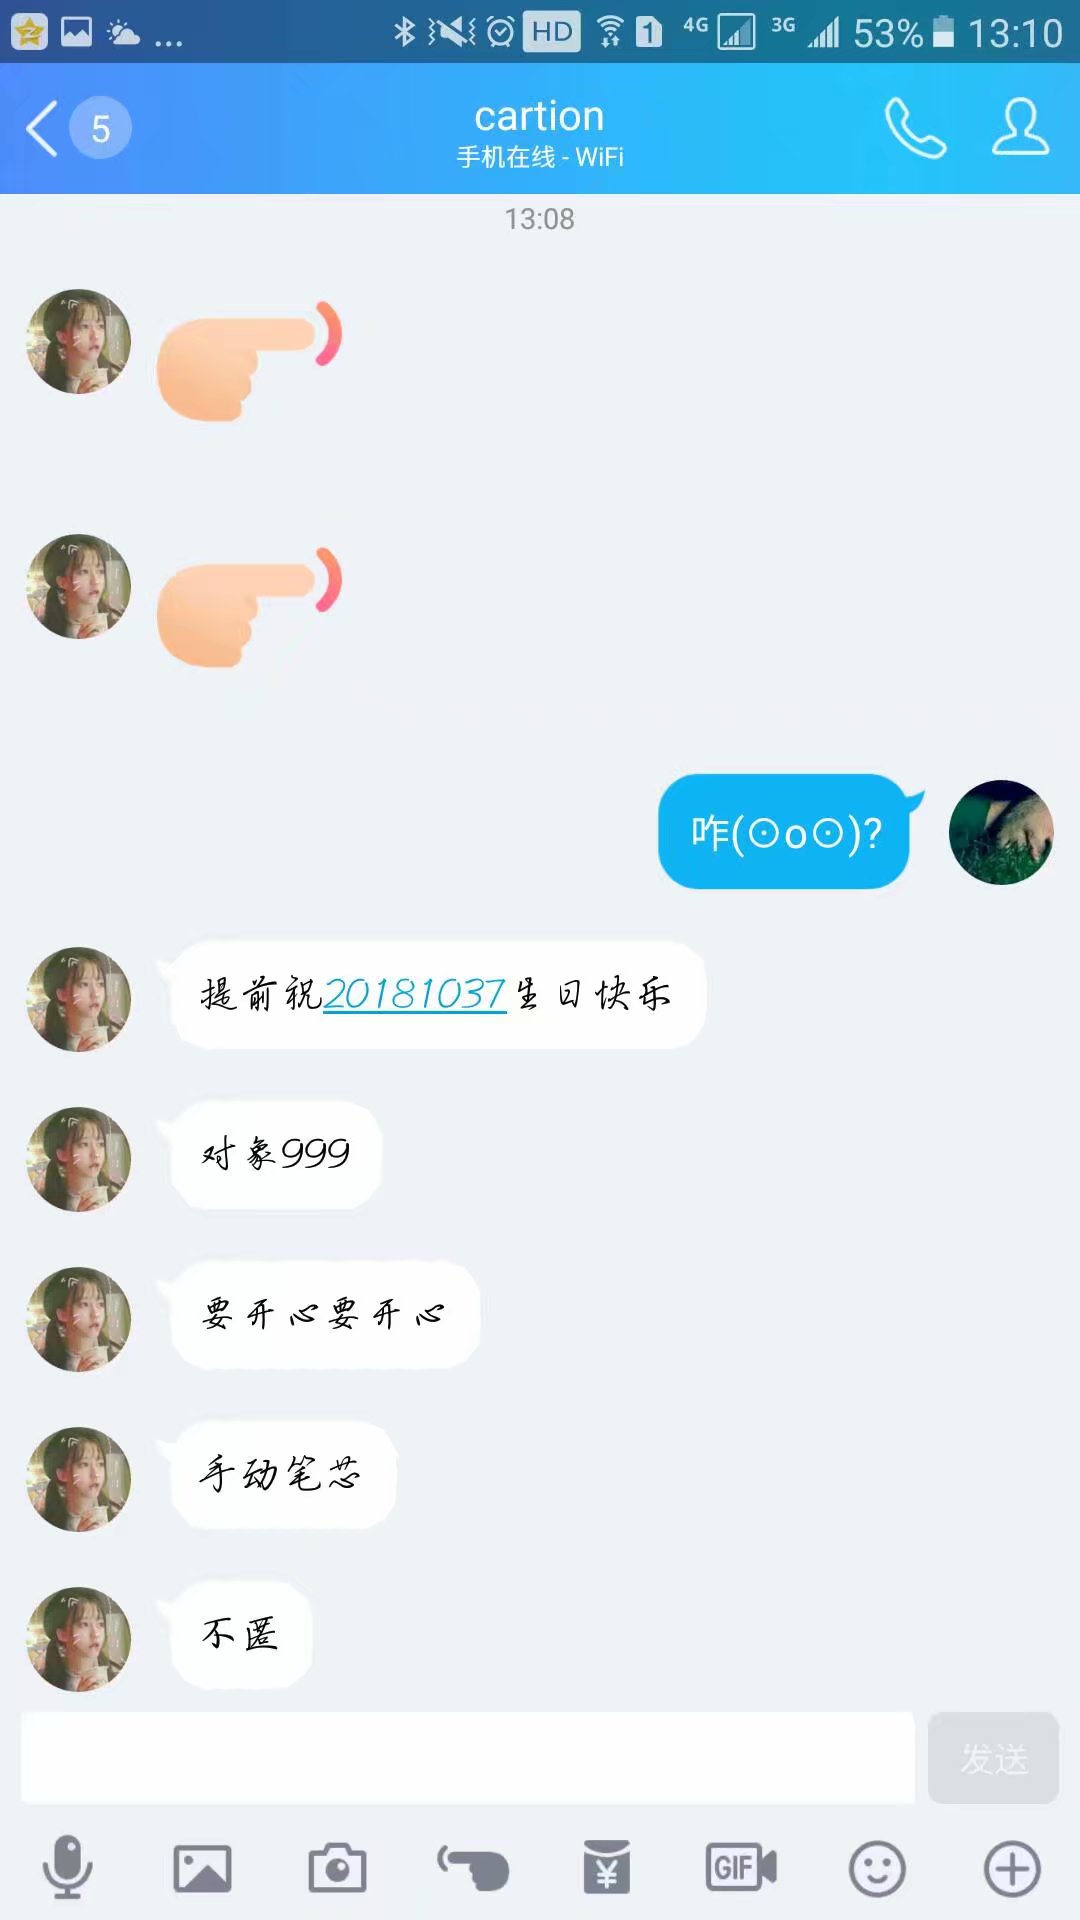 ... HD 1 4G 3G 53% 13:10
5
cartion
手机在线 - WiFi
13:08
咋(⊙o⊙)?
提前祝20181037生日快乐
对象999
要开心要开心
手动笔芯
不匿
发送
GIF